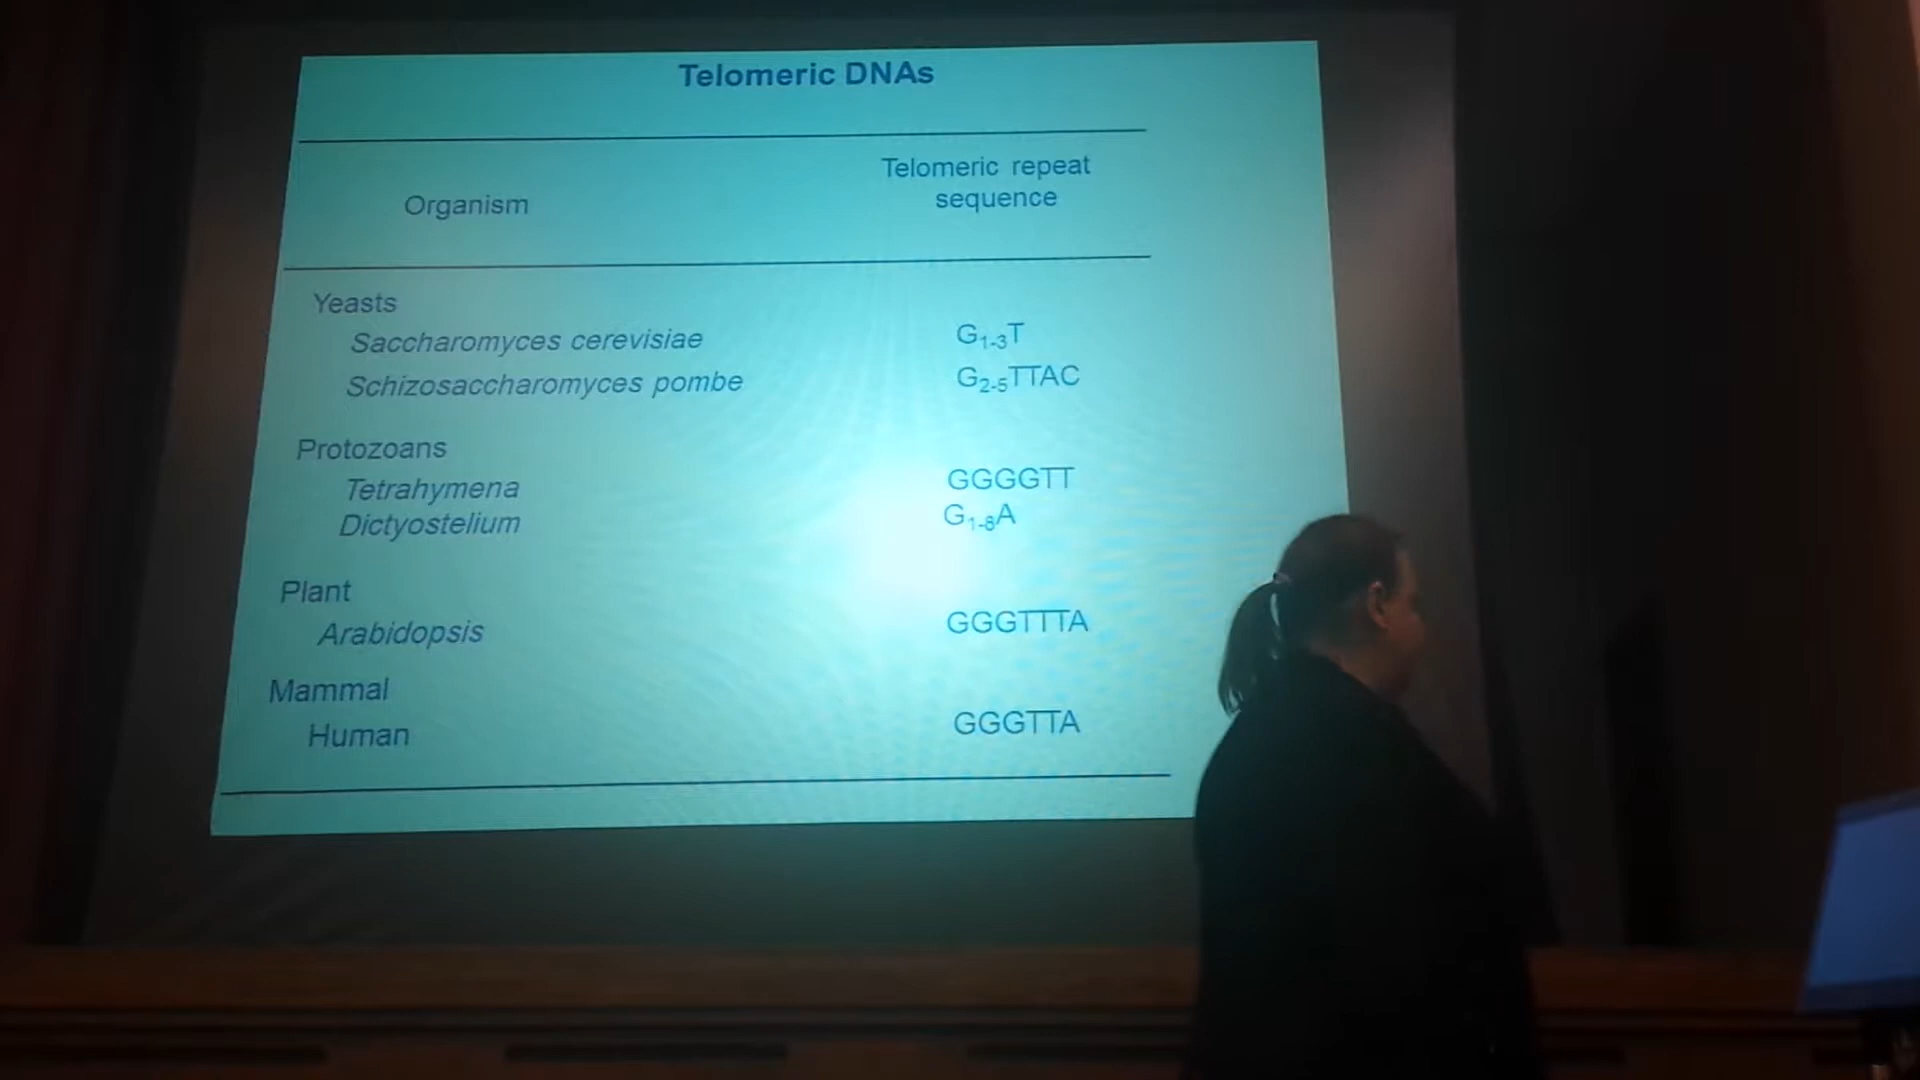 Telomeric DNAs
Organism
Telomeric repeat
sequence
Yeasts
Saccharomyces cerevisiae G₁₋₃T
Schizosaccharomyces pombe G₂₋₅TTAC
Protozoans
Tetrahymena GGGGTT
Dictyostelium G₁₋₈A
Plant
Arabidopsis GGGTTTA
Mammal
Human GGGTTA